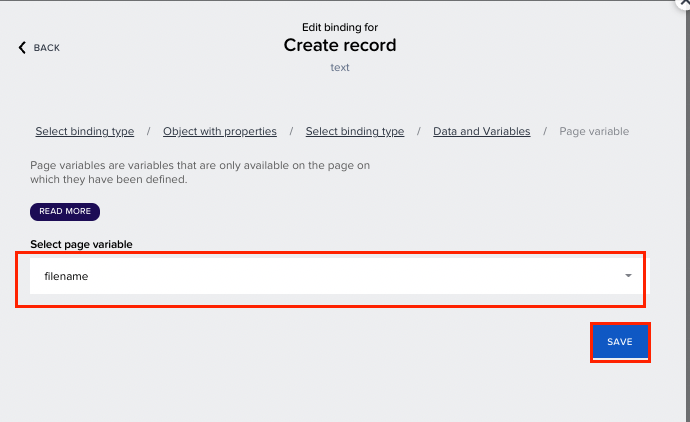 Edit binding for
BACK
Create record
text
Select binding type / Object with properties / Select binding type / Data and Variables / Page variable
Page variables are variables that are only available on the page on
which they have been defined.
READ MORE
Select page variable
filename
SAVE